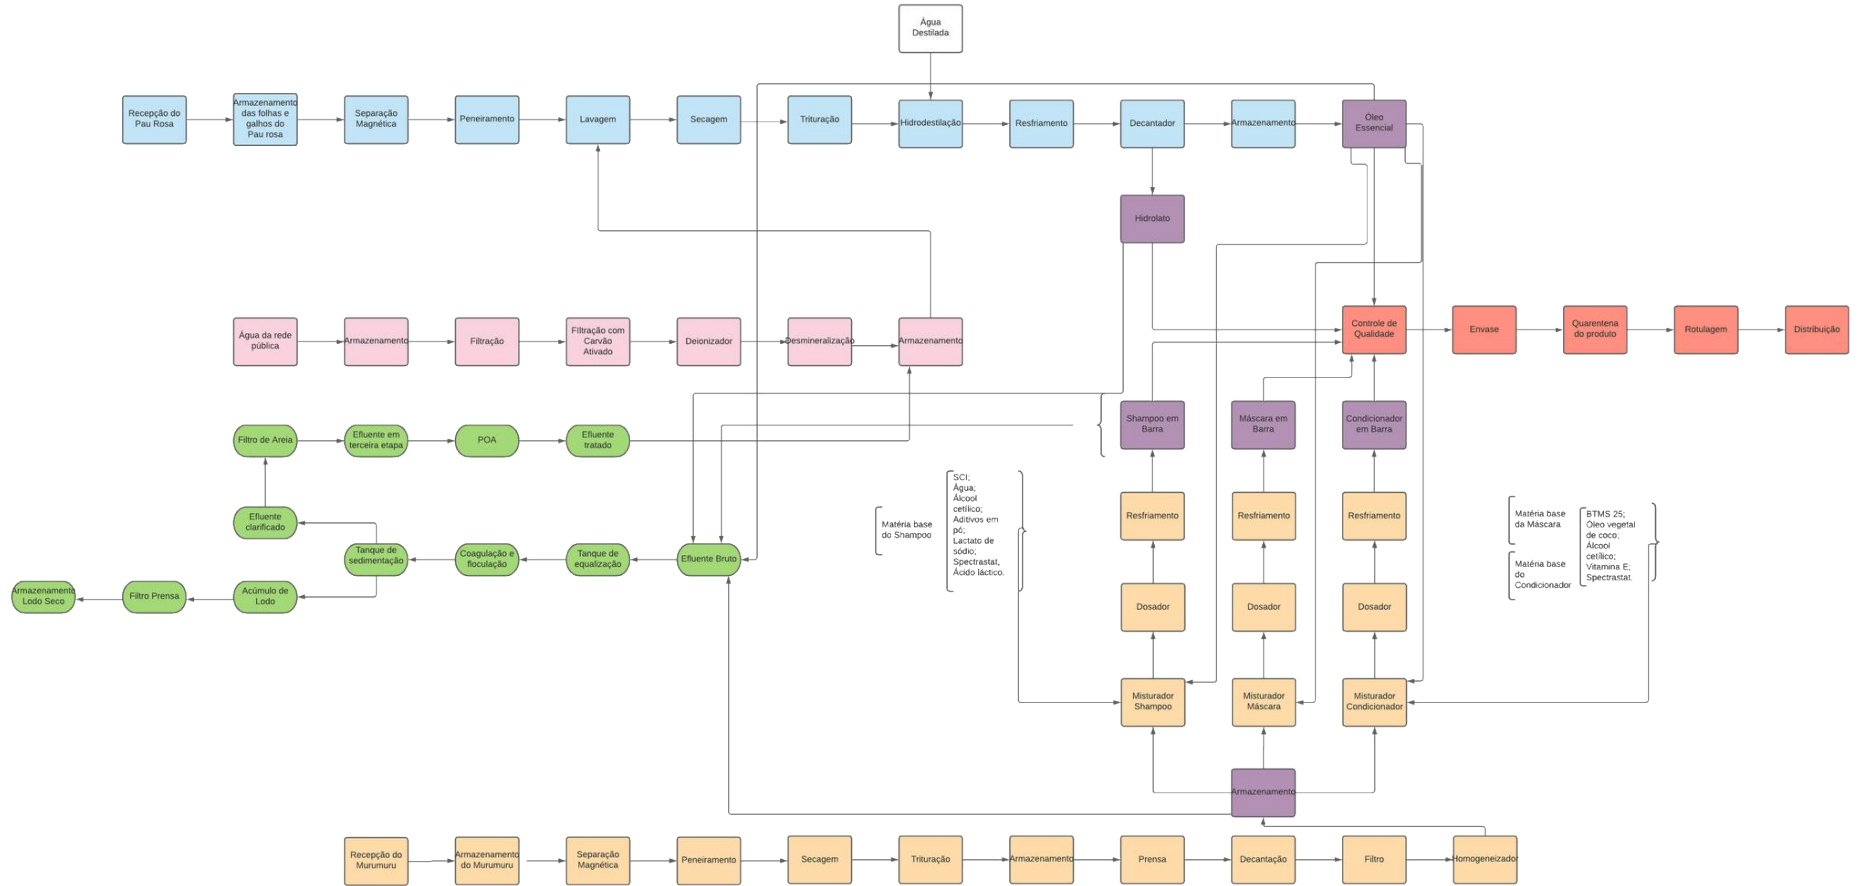 Água
Destilada
Recepção do
Pau Rosa
Armazenamento
das folhas e
galhos do
Pau rosa
Separação
Magnética
Peneiramento
Lavagem
Secagem
Trituração
Hidrodestilação
Resfriamento
Decantador
Armazenamento
Óleo
Essencial
Hidrolato
Água da rede
pública
Armazenamento
Filtração
FIltração com
Carvão
Ativado
Deionizador
Desmineralização
Armazenamento
Controle de
Qualidade
Envase
Quarentena
do produto
Rotulagem
Distribuição
Filtro de Areia
Efluente em
terceira etapa
POA
Efluente
tratado
Shampoo em
Barra
Máscara em
Barra
Condicionador
em Barra
Matéria base
do Shampoo
SCI;
Água;
Álcool
cetílico;
Aditivos em
pó;
Lactato de
sódio;
Spectrastat,
Ácido láctico.
Resfriamento
Resfriamento
Resfriamento
Matéria base
da Máscara
Matéria base
do
Condicionador
BTMS 25;
Óleo vegetal
de coco;
Álcool
cetílico;
Vitamina E;
Spectrastat.
Efluente
clarificado
Tanque de
sedimentação
Coagulação e
floculação
Tanque de
equalização
Efluente Bruto
Armazenamento
Lodo Seco
Filtro Prensa
Acúmulo de
Lodo
Dosador
Dosador
Dosador
Misturador
Shampoo
Misturador
Máscara
Misturador
Condicionador
Armazenamento
Recepção do
Murumuru
Armazenamento
do Murumuru
Separação
Magnética
Peneiramento
Secagem
Trituração
Armazenamento
Prensa
Decantação
Filtro
Homogeneizador